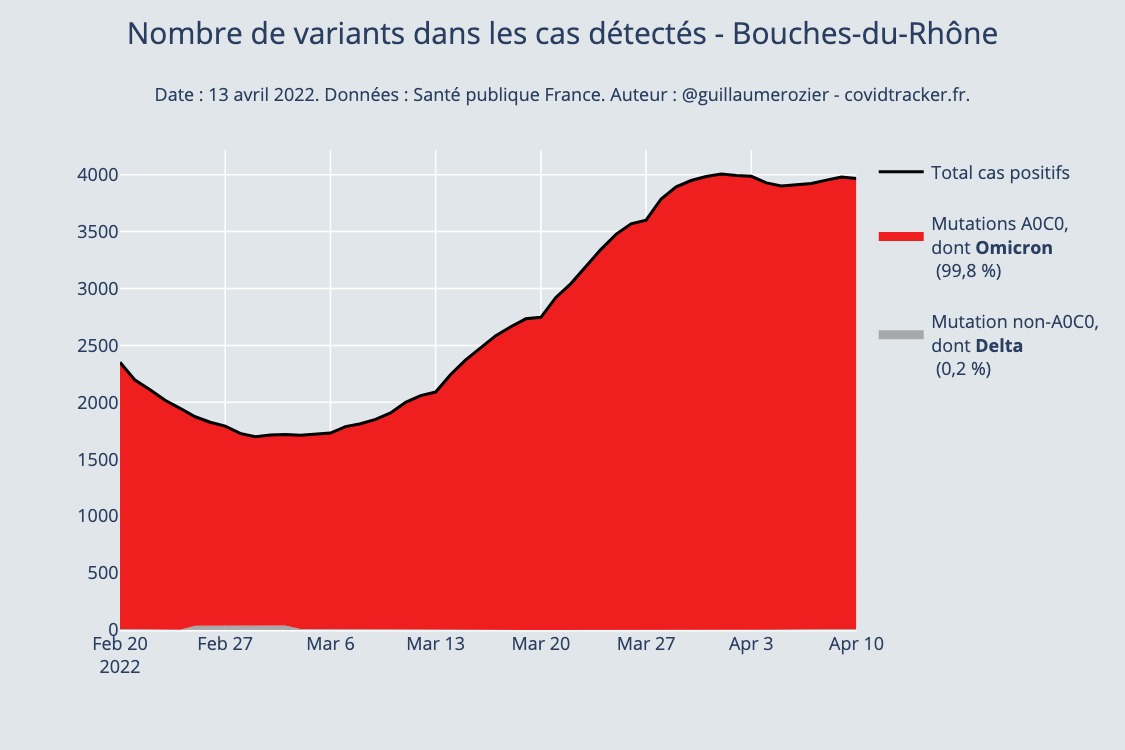 Nombre de variants dans les cas détectés - Bouches-du-Rhône
Date : 13 avril 2022. Données : Santé publique France. Auteur : @guillaumerozier - covidtracker.fr.
4000
3500
3000
2500
2000
1500
1000
500
0
Feb 20
2022
Feb 27
Mar 6
Mar 13
Mar 20
Mar 27
Apr 3
Apr 10
Total cas positifs
Mutations A0C0,
dont Omicron
(99,8 %)
Mutation non-A0C0,
dont Delta
(0,2 %)